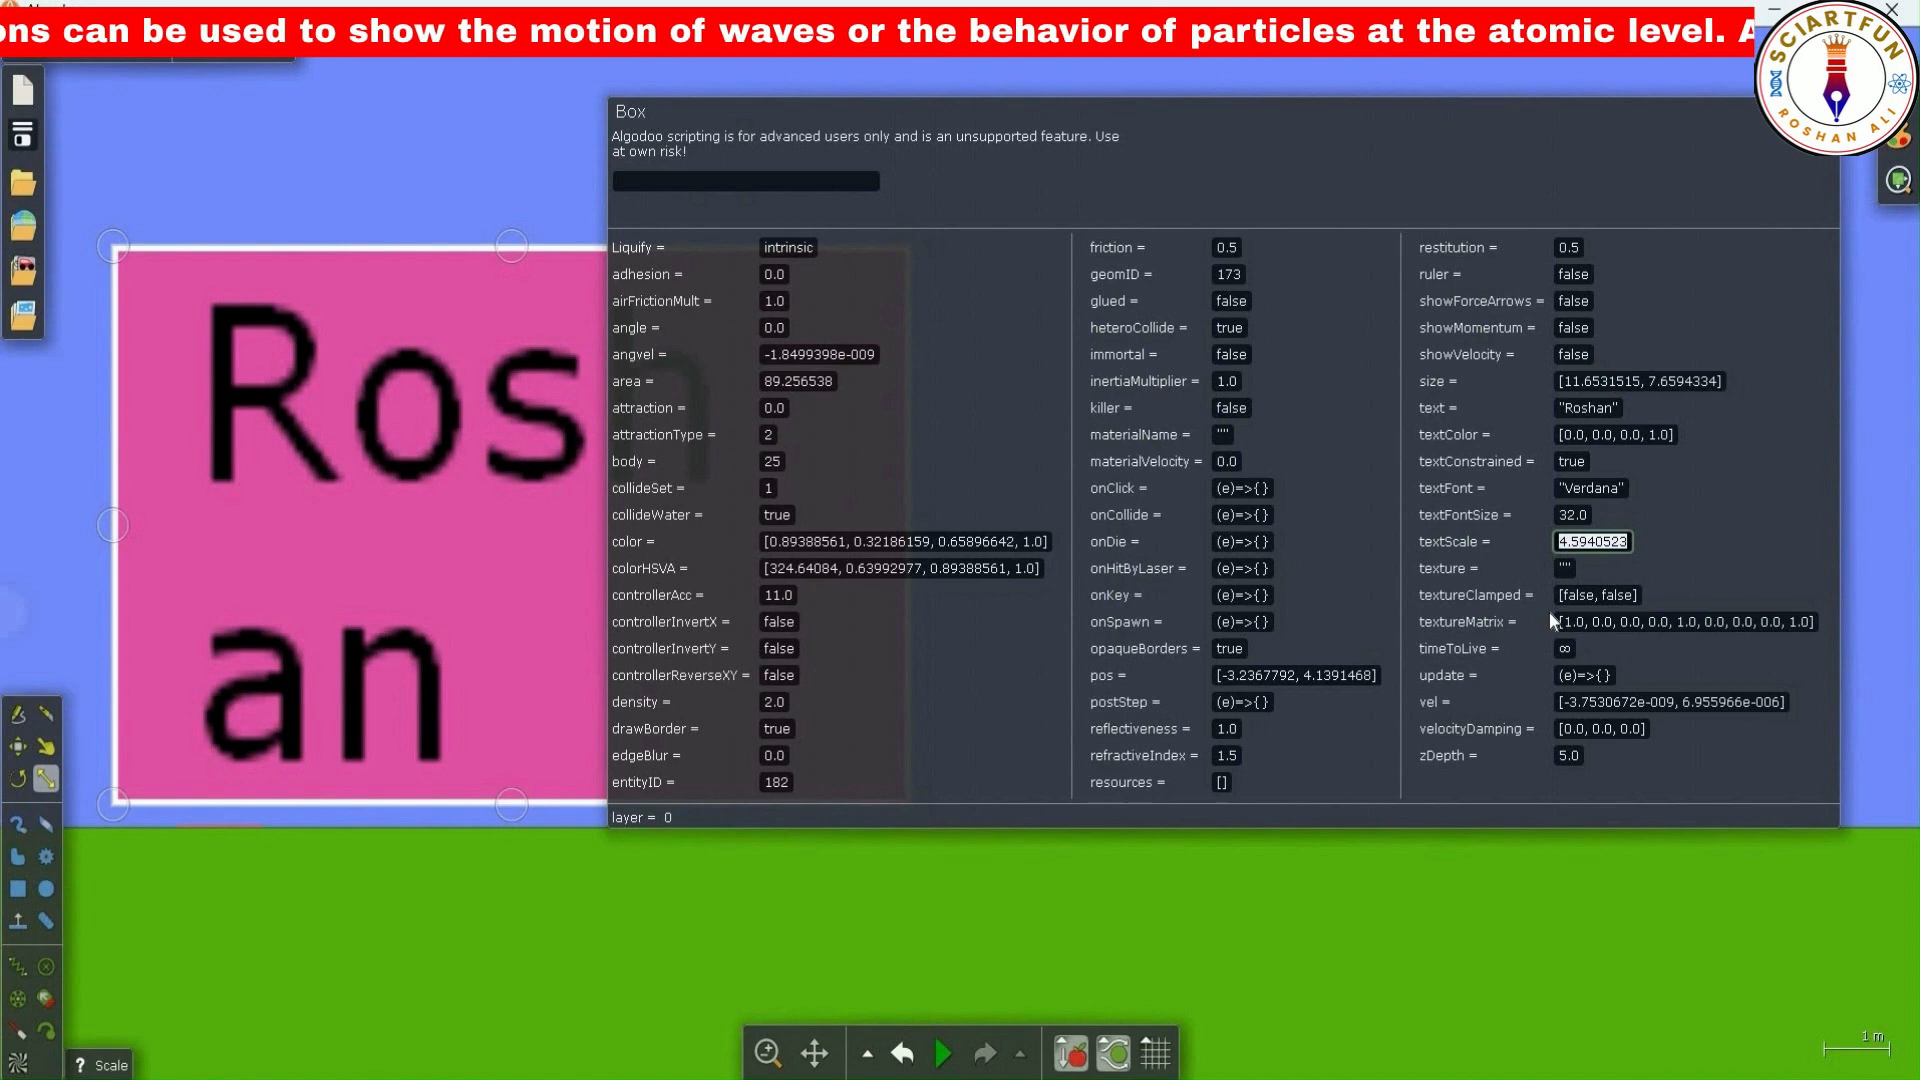 ons can be used to show the motion of waves or the behavior of particles at the atomic level. A
SCIARTFUN
ROSHAN ALI
Box
Algodoo scripting is for advanced users only and is an unsupported feature. Use
at own risk!
Liquify = intrinsic
adhesion = 0.0
airFrictionMult = 1.0
angle = 0.0
angvel = -1.8499398e-009
area = 89.256538
attraction = 0.0
attractionType = 2
body = 25
collideSet = 1
collideWater = true
color = [0.89388561, 0.32186159, 0.65896642, 1.0]
colorHSVA = [324.64084, 0.63992977, 0.89388561, 1.0]
controllerAcc = 11.0
controllerInvertX = false
controllerInvertY = false
controllerReverseXY = false
density = 2.0
drawBorder = true
edgeBlur = 0.0
entityID = 182
friction = 0.5
geomID = 173
glued = false
heteroCollide = true
immortal = false
inertiaMultiplier = 1.0
killer = false
materialName = ""
materialVelocity = 0.0
onClick = (e)=>{}
onCollide = (e)=>{}
onDie = (e)=>{}
onHitByLaser = (e)=>{}
onKey = (e)=>{}
onSpawn = (e)=>{}
opaqueBorders = true
pos = [-3.2367792, 4.1391468]
postStep = (e)=>{}
reflectiveness = 1.0
refractiveIndex = 1.5
resources = []
restitution = 0.5
ruler = false
showForceArrows = false
showMomentum = false
showVelocity = false
size = [11.6531515, 7.6594334]
text = "Roshan"
textColor = [0.0, 0.0, 0.0, 1.0]
textConstrained = true
textFont = "Verdana"
textFontSize = 32.0
textScale = 4.5940523
texture = ""
textureClamped = [false, false]
textureMatrix = [1.0, 0.0, 0.0, 0.0, 1.0, 0.0, 0.0, 0.0, 1.0]
timeToLive = ∞
update = (e)=>{}
vel = [-3.7530672e-009, 6.955966e-006]
velocityDamping = [0.0, 0.0, 0.0]
zDepth = 5.0
layer = 0
Rosh
an
? Scale
1 m